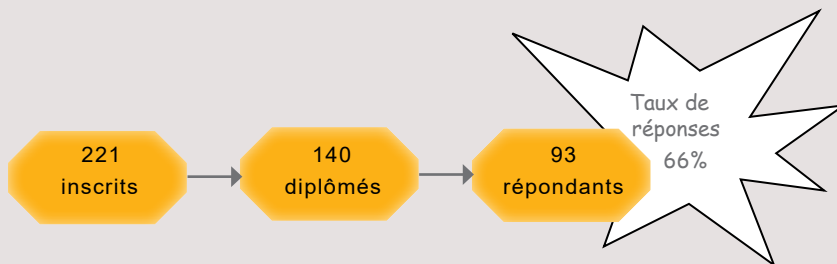 221
inscrits
140
diplômés
93
répondants
Taux de
réponses
66%